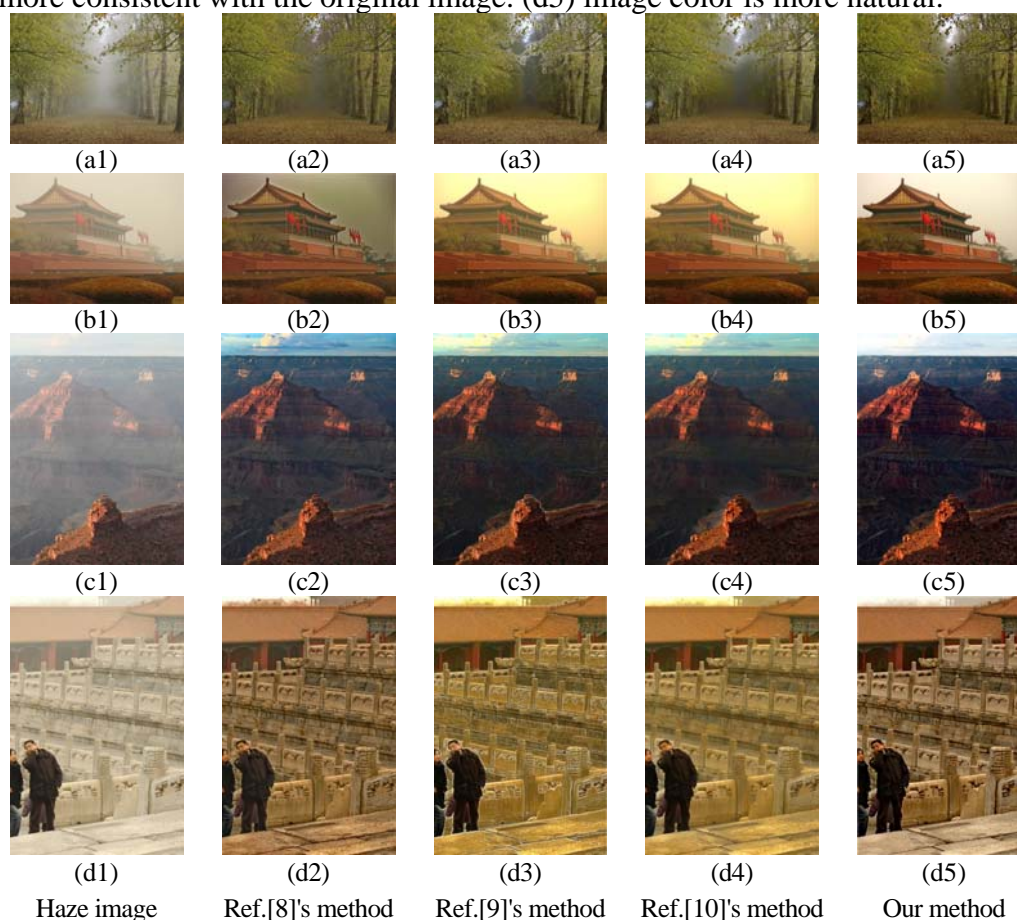 more consistent with the original image. (d5) image color is more natural.
(a1) (a2) (a3) (a4) (a5)
(b1) (b2) (b3) (b4) (b5)
(c1) (c2) (c3) (c4) (c5)
(d1) (d2) (d3) (d4) (d5)
Haze image Ref.[8]'s method Ref.[9]'s method Ref.[10]'s method Our method